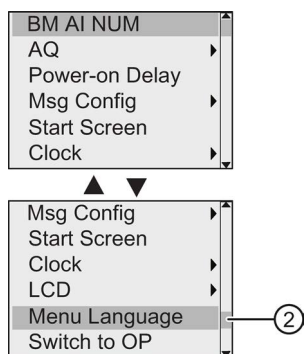 BM AI NUM
AQ
Power-on Delay
Msg Config
Start Screen
Clock
Msg Config
Start Screen
Clock
LCD
Menu Language
Switch to OP
2